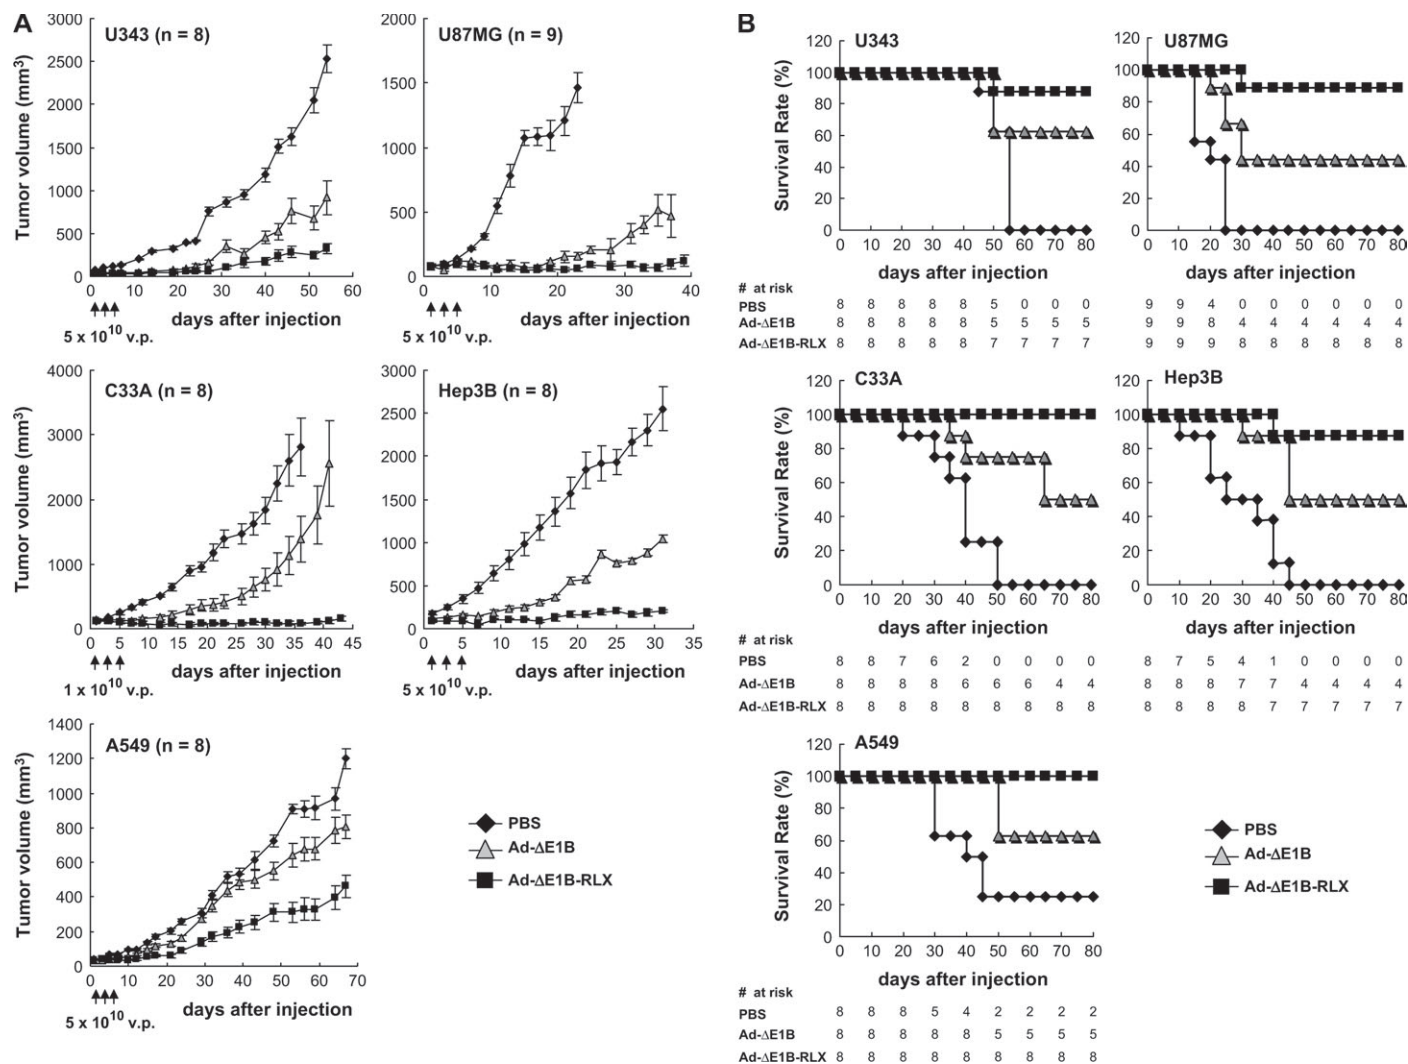 A
U343 (n = 8)
Tumor volume (mm³)
3000
2500
2000
1500
1000
500
0
0 10 20 30 40 50 60
days after injection
5 x 10¹⁰ v.p.
U87MG (n = 9)
2000
1500
1000
500
0
0 10 20 30 40
days after injection
5 x 10¹⁰ v.p.
C33A (n = 8)
Tumor volume (mm³)
4000
3000
2000
1000
0
0 5 10 15 20 25 30 35 40 45
days after injection
1 x 10¹⁰ v.p.
Hep3B (n = 8)
3000
2500
2000
1500
1000
500
0
0 5 10 15 20 25 30 35
days after injection
5 x 10¹⁰ v.p.
A549 (n = 8)
Tumor volume (mm³)
1400
1200
1000
800
600
400
200
0
0 10 20 30 40 50 60 70
days after injection
5 x 10¹⁰ v.p.
PBS
Ad-ΔE1B
Ad-ΔE1B-RLX
B
U343
Survival Rate (%)
120
100
80
60
40
20
0
0 10 20 30 40 50 60 70 80
days after injection
U87MG
120
100
80
60
40
20
0
0 10 20 30 40 50 60 70 80
days after injection
# at risk
PBS 8 8 8 8 8 5 0 0 0 9 9 4 0 0 0 0 0 0
Ad-ΔE1B 8 8 8 8 8 5 5 5 5 9 9 8 4 4 4 4 4 4
Ad-ΔE1B-RLX 8 8 8 8 8 7 7 7 7 9 9 9 8 8 8 8 8 8
C33A
Survival Rate (%)
120
100
80
60
40
20
0
0 10 20 30 40 50 60 70 80
days after injection
Hep3B
120
100
80
60
40
20
0
0 10 20 30 40 50 60 70 80
days after injection
# at risk
PBS 8 8 7 6 2 0 0 0 0 8 7 5 4 1 0 0 0 0
Ad-ΔE1B 8 8 8 8 6 6 6 4 4 8 8 8 7 7 4 4 4 4
Ad-ΔE1B-RLX 8 8 8 8 8 8 8 8 8 8 8 8 8 7 7 7 7 7
A549
Survival Rate (%)
120
100
80
60
40
20
0
0 10 20 30 40 50 60 70 80
days after injection
# at risk
PBS 8 8 8 5 4 2 2 2 2
Ad-ΔE1B 8 8 8 8 8 5 5 5 5
Ad-ΔE1B-RLX 8 8 8 8 8 8 8 8 8
PBS
Ad-ΔE1B
Ad-ΔE1B-RLX